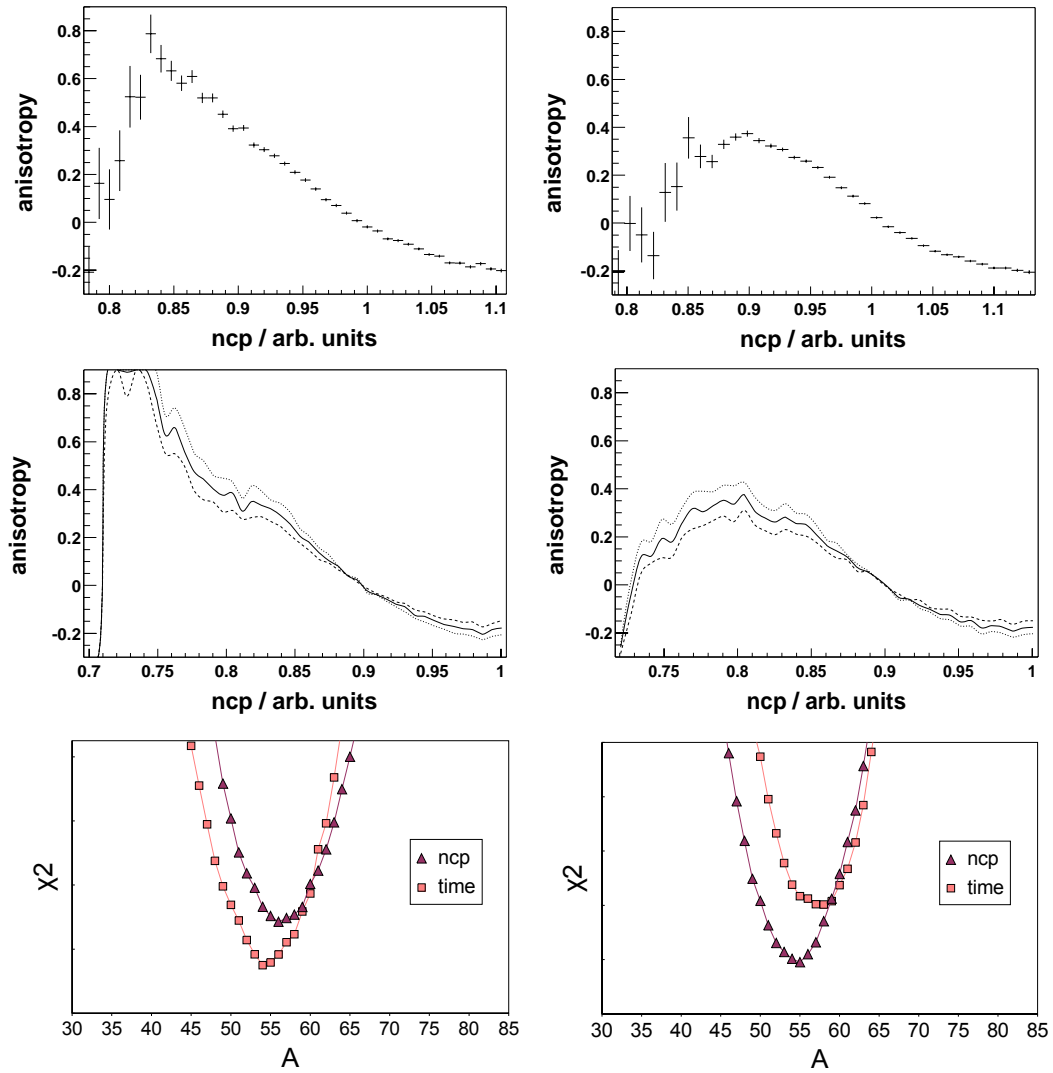 0.8
0.6
0.4
0.2
0
-0.2
anisotropy
0.8 0.85 0.9 0.95 1 1.05 1.1
ncp / arb. units
0.8
0.6
0.4
0.2
0
-0.2
anisotropy
0.8 0.85 0.9 0.95 1 1.05 1.1
ncp / arb. units
0.8
0.6
0.4
0.2
0
-0.2
anisotropy
0.7 0.75 0.8 0.85 0.9 0.95 1
ncp / arb. units
0.8
0.6
0.4
0.2
0
-0.2
anisotropy
0.75 0.8 0.85 0.9 0.95 1
ncp / arb. units
χ2
ncp
time
30 35 40 45 50 55 60 65 70 75 80 85
A
χ2
ncp
time
30 35 40 45 50 55 60 65 70 75 80 85
A